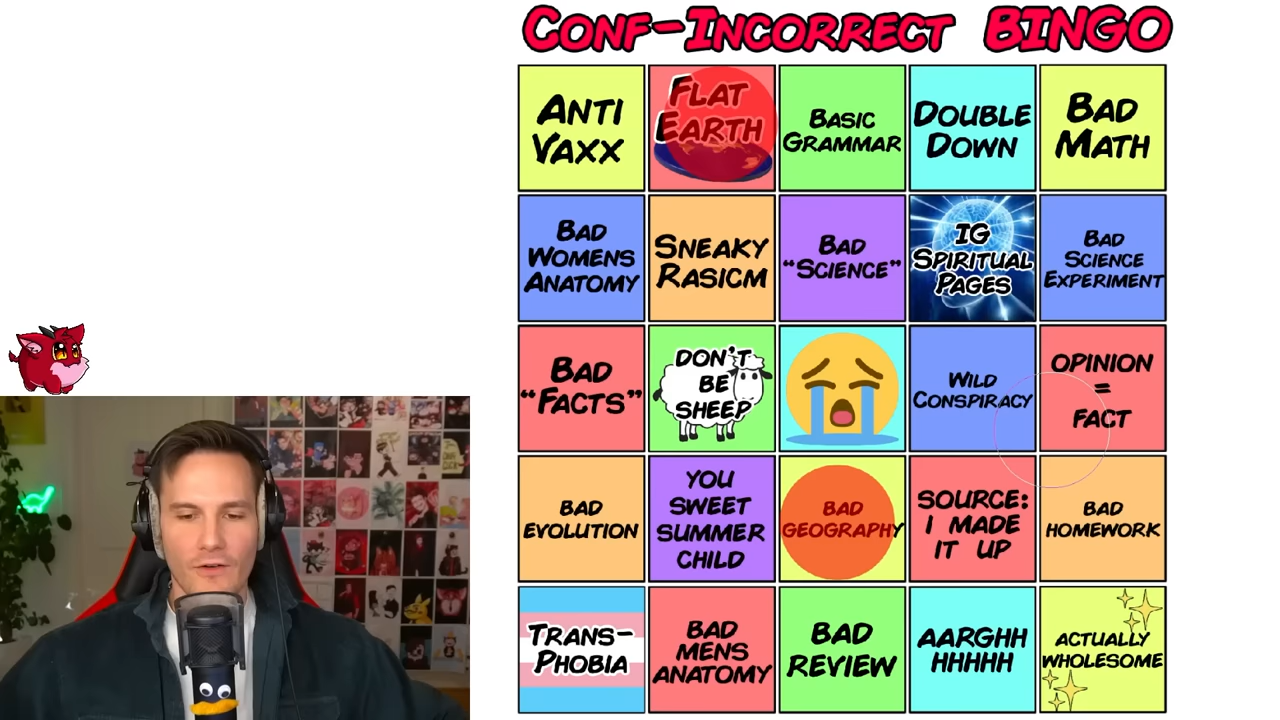 CONF-INCORRECT BINGO
ANTI
VAXX
FLAT
EARTH
BASIC
GRAMMAR
DOUBLE
DOWN
BAD
MATH
BAD
WOMENS
ANATOMY
SNEAKY
RASICM
BAD
“SCIENCE”
IG
SPIRITUAL
PAGES
BAD
SCIENCE
EXPERIMENT
BAD
“FACTS”
DON'T
BE
SHEEP
WILD
CONSPIRACY
OPINION
=
FACT
BAD
EVOLUTION
YOU
SWEET
SUMMER
CHILD
BAD
GEOGRAPHY
SOURCE:
I MADE
IT UP
BAD
HOMEWORK
TRANS-
PHOBIA
BAD
MENS
ANATOMY
BAD
REVIEW
AARGHH
HHHHH
ACTUALLY
WHOLESOME